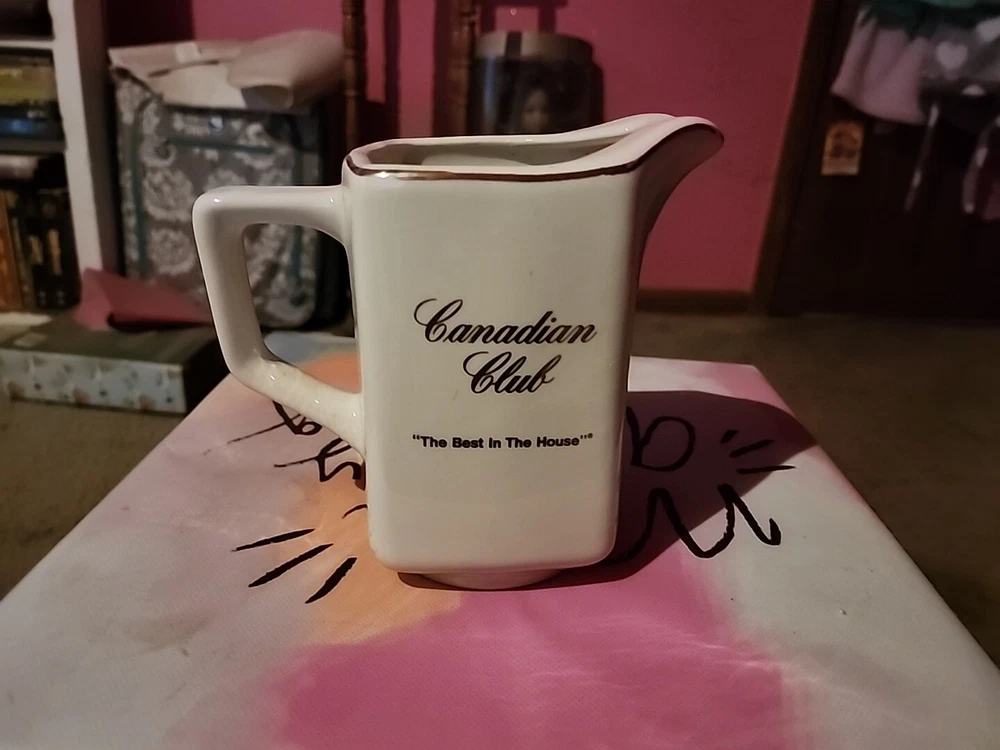 Canadian
Club
"The Best In The House"®